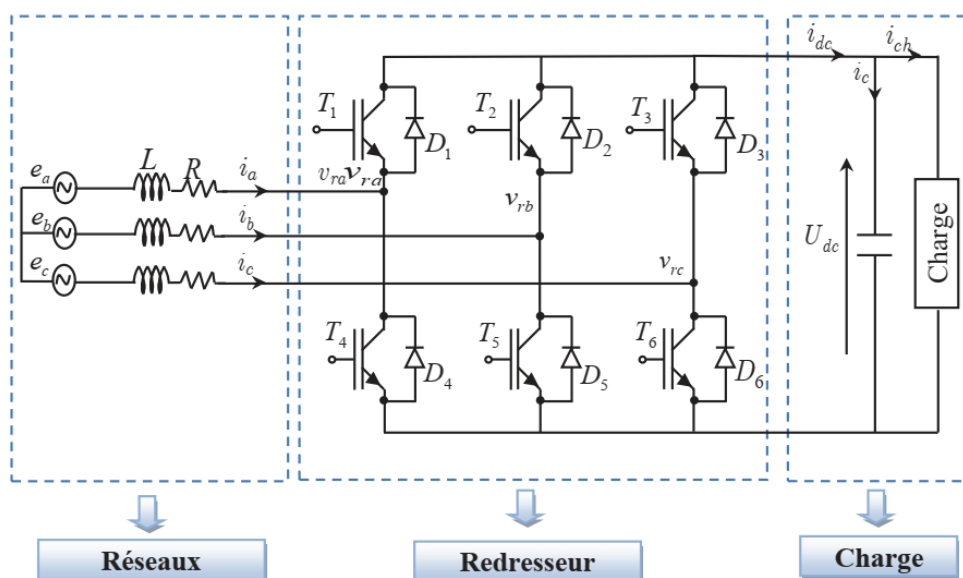 i_dc i_ch
i_c
T_1 T_2 T_3
D_1 D_2 D_3
e_a L R i_a v_ra v_ra
e_b i_b v_rb
e_c i_c v_rc
U_dc
Charge
T_4 T_5 T_6
D_4 D_5 D_6
Réseaux Redresseur Charge